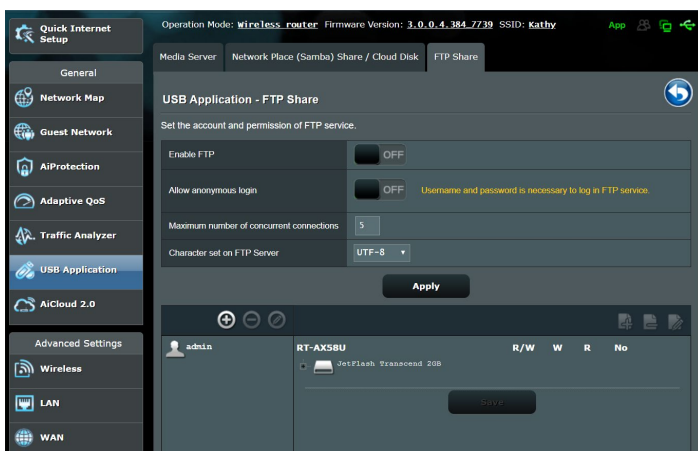 Quick Internet
Setup
Operation Mode: Wireless router Firmware Version: 3.0.0.4.384_7739 SSID: Kathy
App
General
Network Map
Guest Network
AiProtection
Adaptive QoS
Traffic Analyzer
USB Application
AiCloud 2.0
Advanced Settings
Wireless
LAN
WAN
Media Server
Network Place (Samba) Share / Cloud Disk
FTP Share
USB Application - FTP Share
Set the account and permission of FTP service.
Enable FTP
OFF
Allow anonymous login
OFF
Username and password is necessary to log in FTP service.
Maximum number of concurrent connections
5
Character set on FTP Server
UTF-8
Apply
admin
RT-AX58U
R/W
W
R
No
JetFlash Transcend 2GB
Save